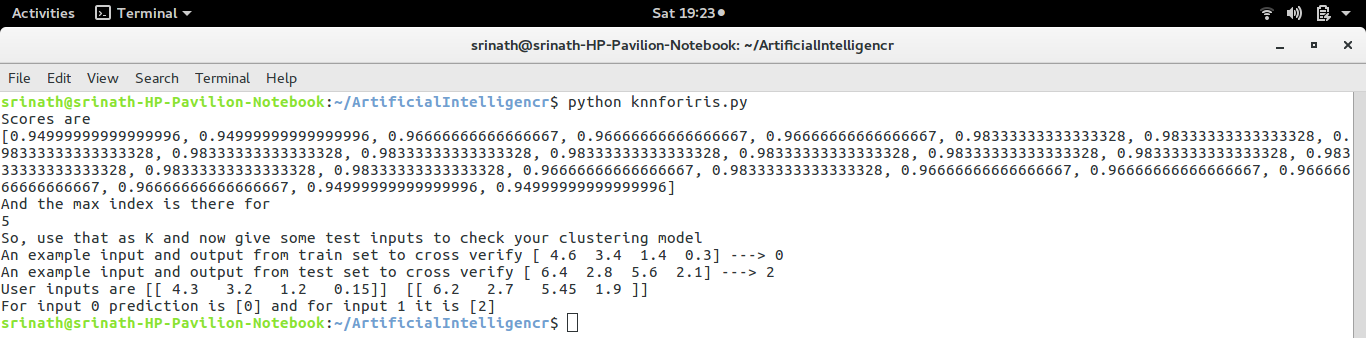 Activities Terminal Sat 19:23
srinath@srinath-HP-Pavilion-Notebook: ~/ArtificialIntelligencr
File Edit View Search Terminal Help
srinath@srinath-HP-Pavilion-Notebook:~/ArtificialIntelligencr$ python knnforiris.py
Scores are
[0.94999999999999996, 0.94999999999999996, 0.96666666666666667, 0.96666666666666667, 0.96666666666666667, 0.98333333333333328, 0.98333333333333328, 0.
98333333333333328, 0.98333333333333328, 0.98333333333333328, 0.98333333333333328, 0.98333333333333328, 0.98333333333333328, 0.98333333333333328, 0.983
33333333333328, 0.98333333333333328, 0.98333333333333328, 0.96666666666666667, 0.98333333333333328, 0.96666666666666667, 0.96666666666666667, 0.966666
66666666667, 0.96666666666666667, 0.94999999999999996, 0.94999999999999996]
And the max index is there for
5
So, use that as K and now give some test inputs to check your clustering model
An example input and output from train set to cross verify [ 4.6  3.4  1.4  0.3] ---> 0
An example input and output from test set to cross verify [ 6.4  2.8  5.6  2.1] ---> 2
User inputs are [[ 4.3   3.2   1.2   0.15]]  [[ 6.2   2.7   5.45  1.9 ]]
For input 0 prediction is [0] and for input 1 it is [2]
srinath@srinath-HP-Pavilion-Notebook:~/ArtificialIntelligencr$